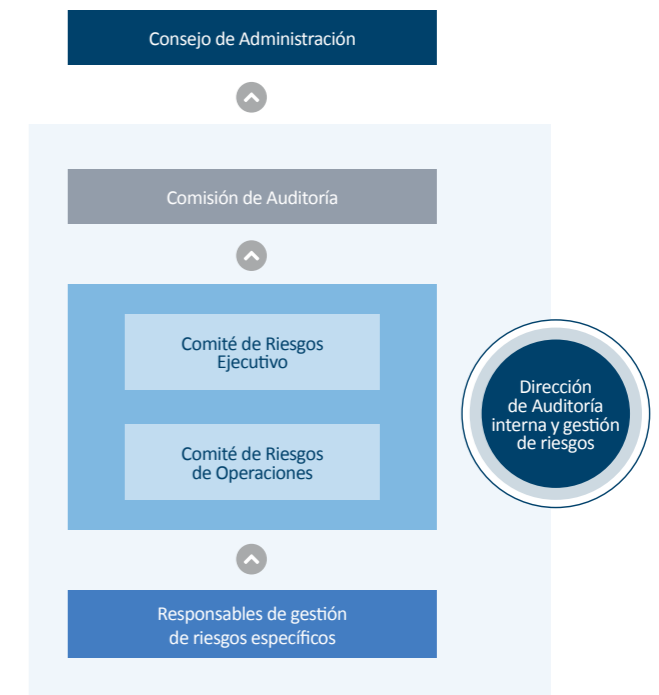 Consejo de Administración
Comisión de Auditoría
Comité de Riesgos
Ejecutivo
Comité de Riesgos
de Operaciones
Dirección
de Auditoría
interna y gestión
de riesgos
Responsables de gestión
de riesgos específicos